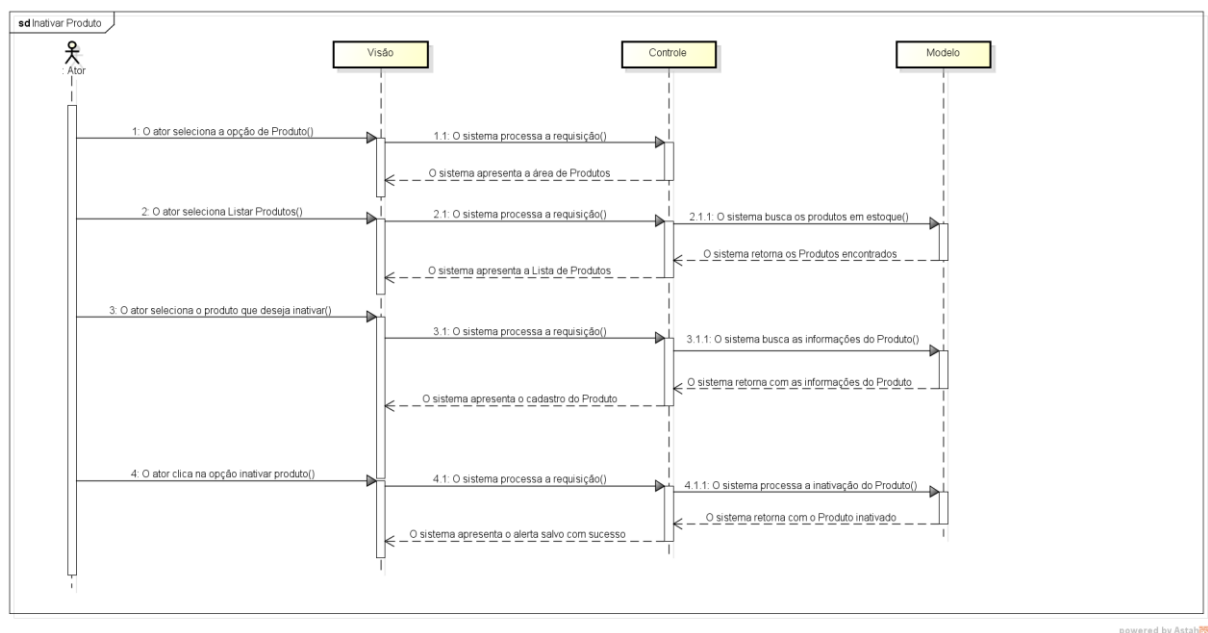 sd Inativar Produto
: Ator
Visão
Controle
Modelo
1: O ator seleciona a opção de Produto()
1.1: O sistema processa a requisição()
O sistema apresenta a área de Produtos
2: O ator seleciona Listar Produtos()
2.1: O sistema processa a requisição()
2.1.1: O sistema busca os produtos em estoque()
O sistema retorna os Produtos encontrados
O sistema apresenta a Lista de Produtos
3: O ator seleciona o produto que deseja inativar()
3.1: O sistema processa a requisição()
3.1.1: O sistema busca as informações do Produto()
O sistema retorna com as informações do Produto
O sistema apresenta o cadastro do Produto
4: O ator clica na opção inativar produto()
4.1: O sistema processa a requisição()
4.1.1: O sistema processa a inativação do Produto()
O sistema retorna com o Produto inativado
O sistema apresenta o alerta salvo com sucesso
powered by Astah